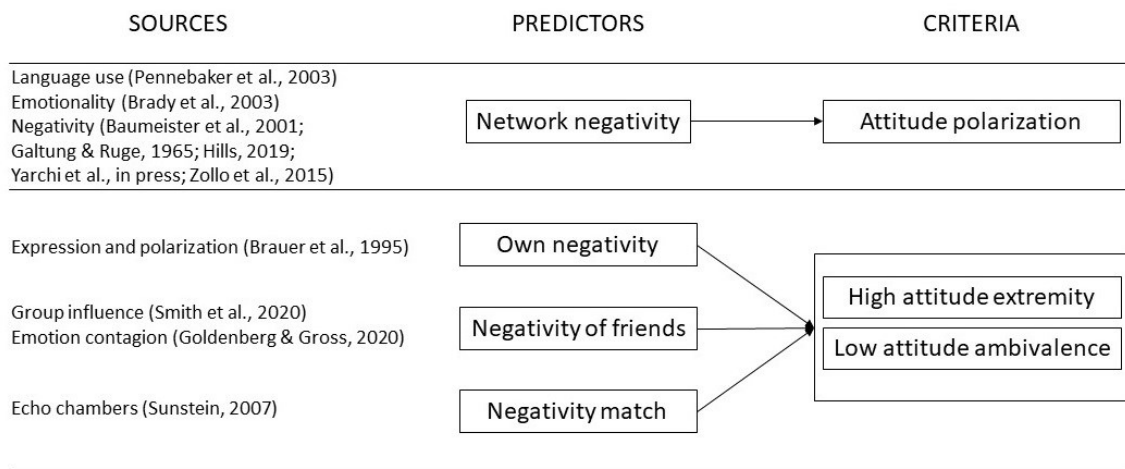 SOURCES PREDICTORS CRITERIA
Language use (Pennebaker et al., 2003)
Emotionality (Brady et al., 2003)
Negativity (Baumeister et al., 2001;
Galtung & Ruge, 1965; Hills, 2019;
Yarchi et al., in press; Zollo et al., 2015)
Network negativity
Attitude polarization
Expression and polarization (Brauer et al., 1995)
Own negativity
Group influence (Smith et al., 2020)
Emotion contagion (Goldenberg & Gross, 2020)
Negativity of friends
High attitude extremity
Low attitude ambivalence
Echo chambers (Sunstein, 2007)
Negativity match